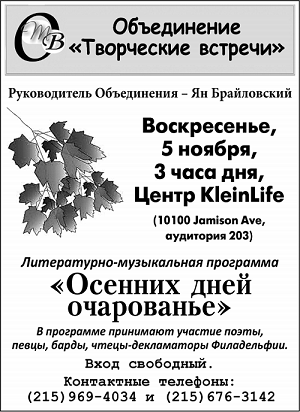 СТВ
Объединение
«Творческие встречи»
Руководитель Объединения – Ян Брайловский
Воскресенье,
5 ноября,
3 часа дня,
Центр KleinLife
(10100 Jamison Ave,
аудитория 203)
Литературно-музыкальная программа
«Осенних дней
очарованье»
В программе принимают участие поэты,
певцы, барды, чтецы-декламаторы Филадельфии.
Вход свободный.
Контактные телефоны:
(215)969-4034 и (215)676-3142